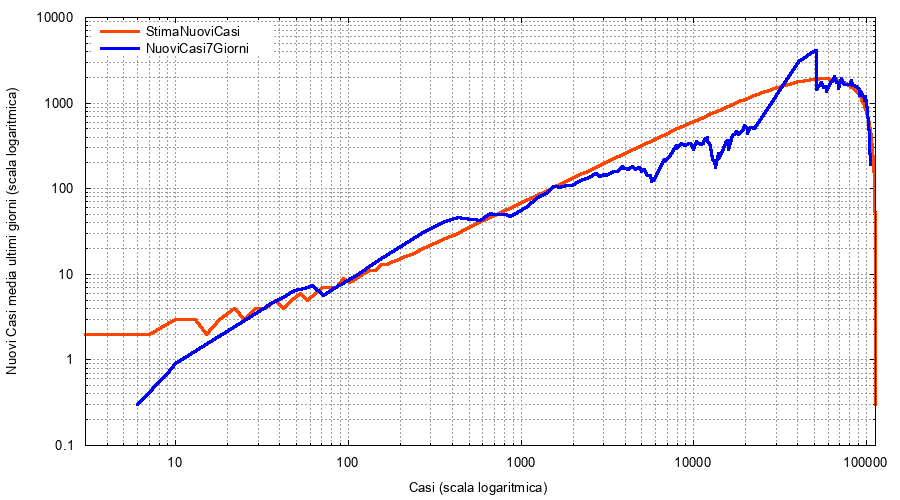 10000
1000
100
10
1
0.1
Nuovi Casi media ultimi giorni (scala logaritmica)
StimaNuoviCasi
NuoviCasi7Giorni
10 100 1000 10000 100000
Casi (scala logaritmica)